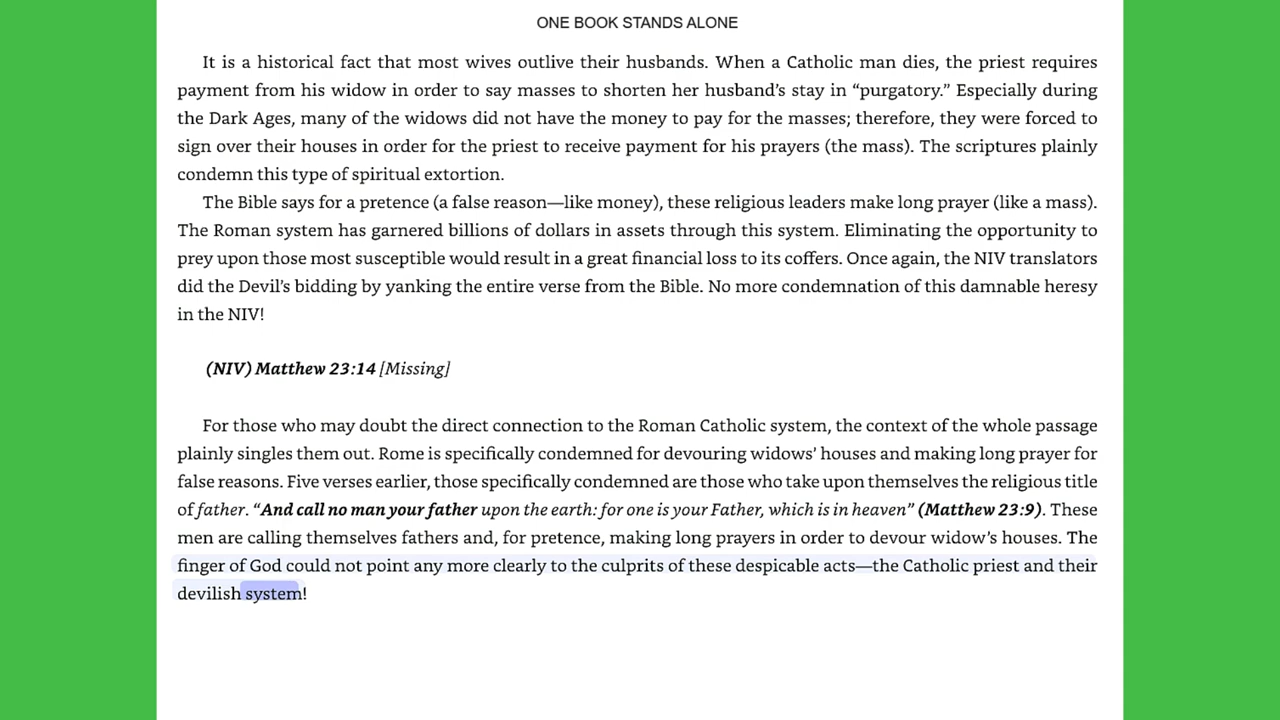 ONE BOOK STANDS ALONE
It is a historical fact that most wives outlive their husbands. When a Catholic man dies, the priest requires
payment from his widow in order to say masses to shorten her husband's stay in “purgatory.” Especially during
the Dark Ages, many of the widows did not have the money to pay for the masses; therefore, they were forced to
sign over their houses in order for the priest to receive payment for his prayers (the mass). The scriptures plainly
condemn this type of spiritual extortion.
The Bible says for a pretence (a false reason—like money), these religious leaders make long prayer (like a mass).
The Roman system has garnered billions of dollars in assets through this system. Eliminating the opportunity to
prey upon those most susceptible would result in a great financial loss to its coffers. Once again, the NIV translators
did the Devil's bidding by yanking the entire verse from the Bible. No more condemnation of this damnable heresy
in the NIV!
(NIV) Matthew 23:14 [Missing]
For those who may doubt the direct connection to the Roman Catholic system, the context of the whole passage
plainly singles them out. Rome is specifically condemned for devouring widows' houses and making long prayer for
false reasons. Five verses earlier, those specifically condemned are those who take upon themselves the religious title
of father. “And call no man your father upon the earth: for one is your Father, which is in heaven” (Matthew 23:9). These
men are calling themselves fathers and, for pretence, making long prayers in order to devour widow's houses. The
finger of God could not point any more clearly to the culprits of these despicable acts—the Catholic priest and their
devilish system!